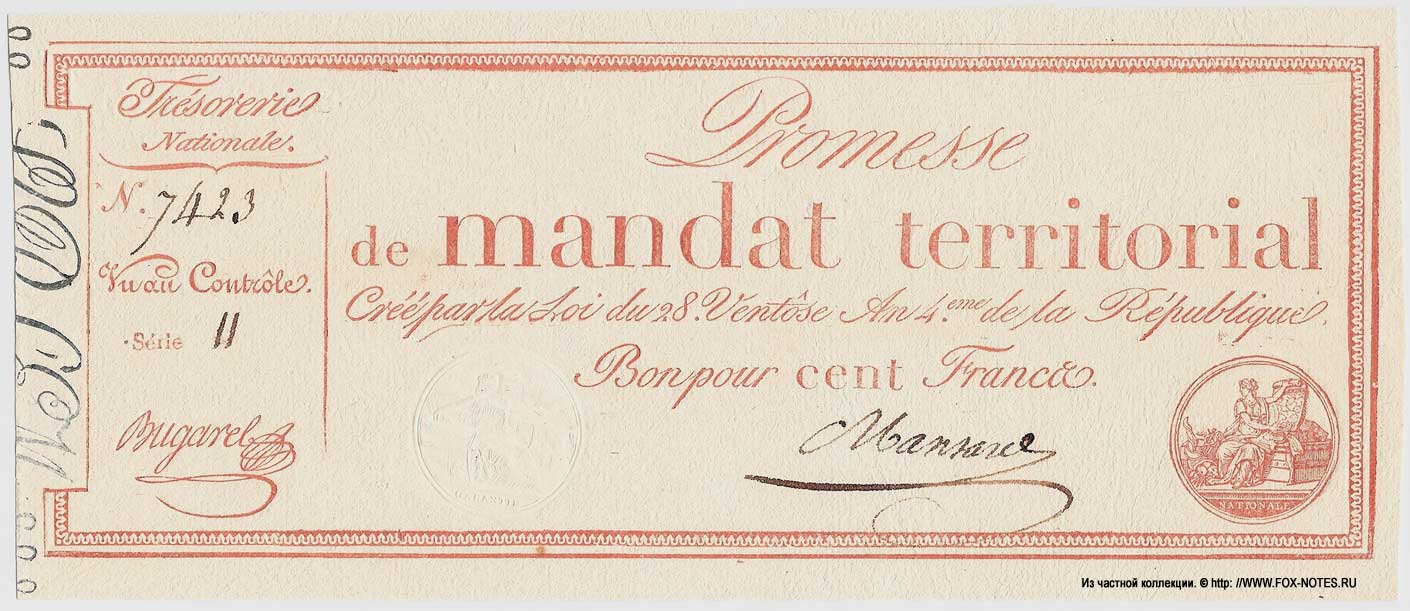 Trésorerie
Nationale.
N. 7423
Vu au Contrôle.
Série 11
Bugarel
Promesse
de mandat territorial
Créé par la Loi du 28. Ventôse An 4.eme de la République.
Bon pour cent Francs.
NATIONALE
Из частной коллекции. © http: //WWW.FOX-NOTES.RU